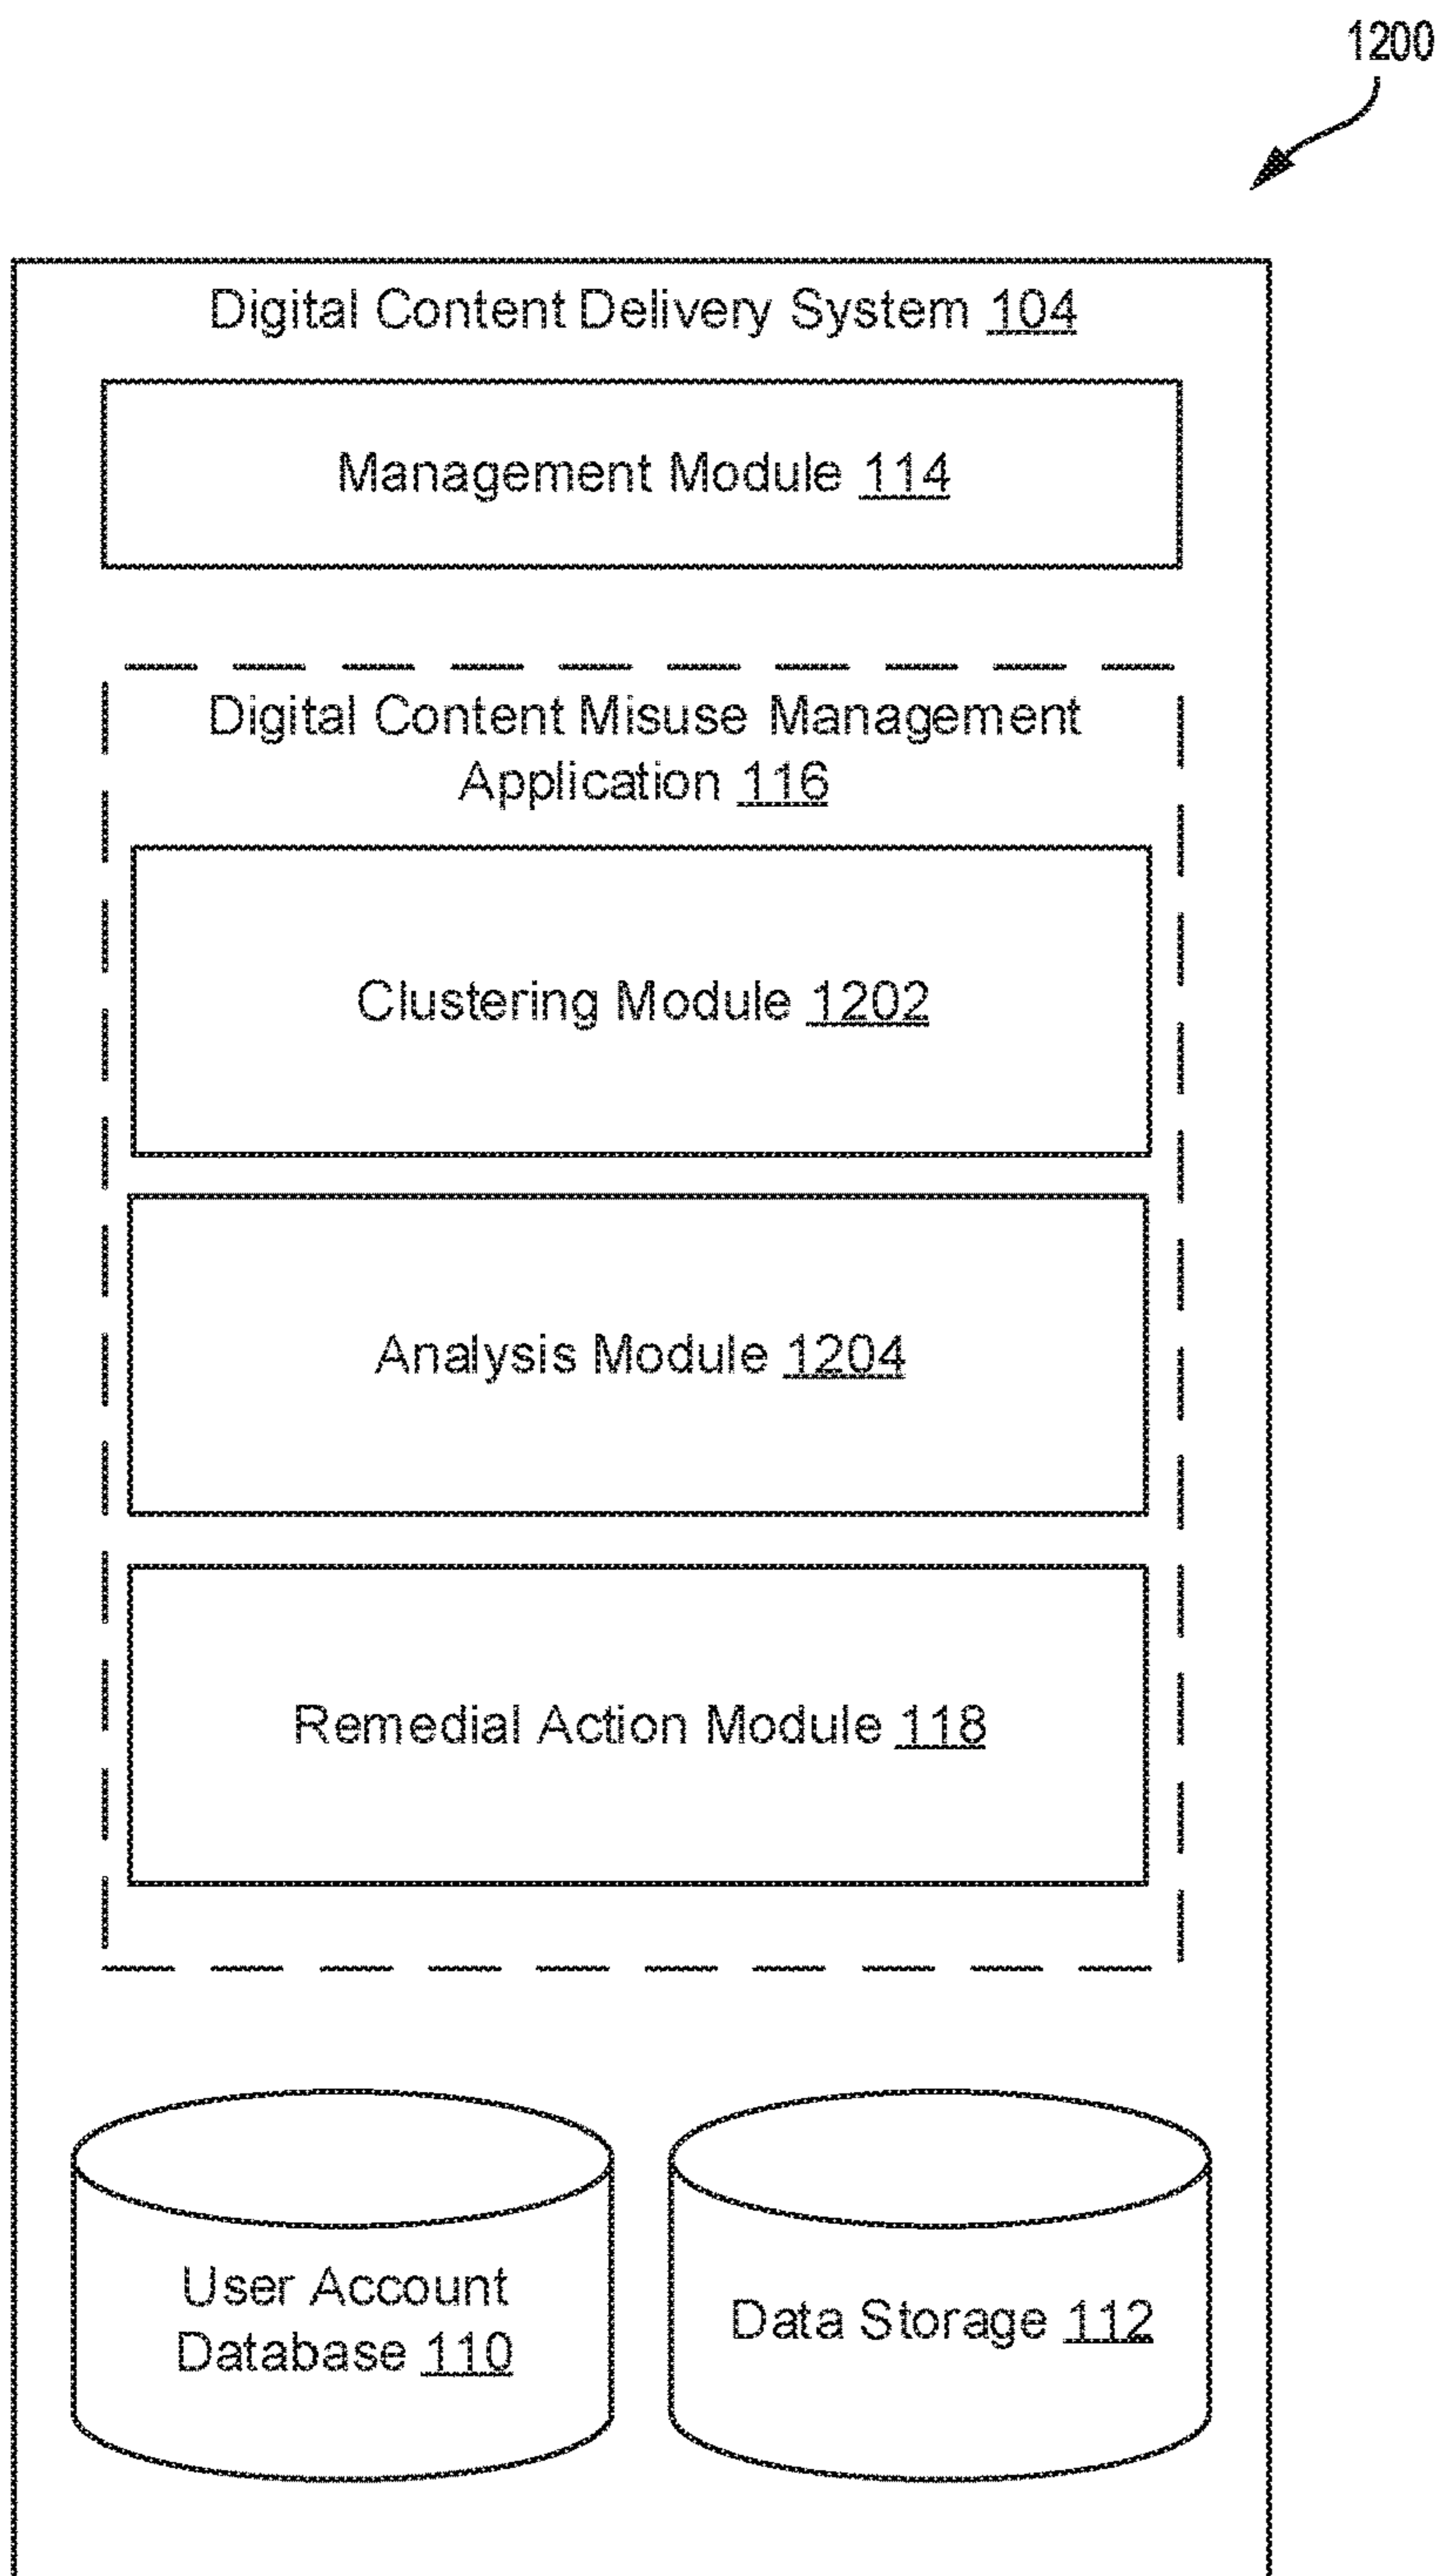 1200
Digital Content Delivery System 104
Management Module 114
Digital Content Misuse Management
Application 116
Clustering Module 1202
Analysis Module 1204
Remedial Action Module 118
User Account
Database 110
Data Storage 112